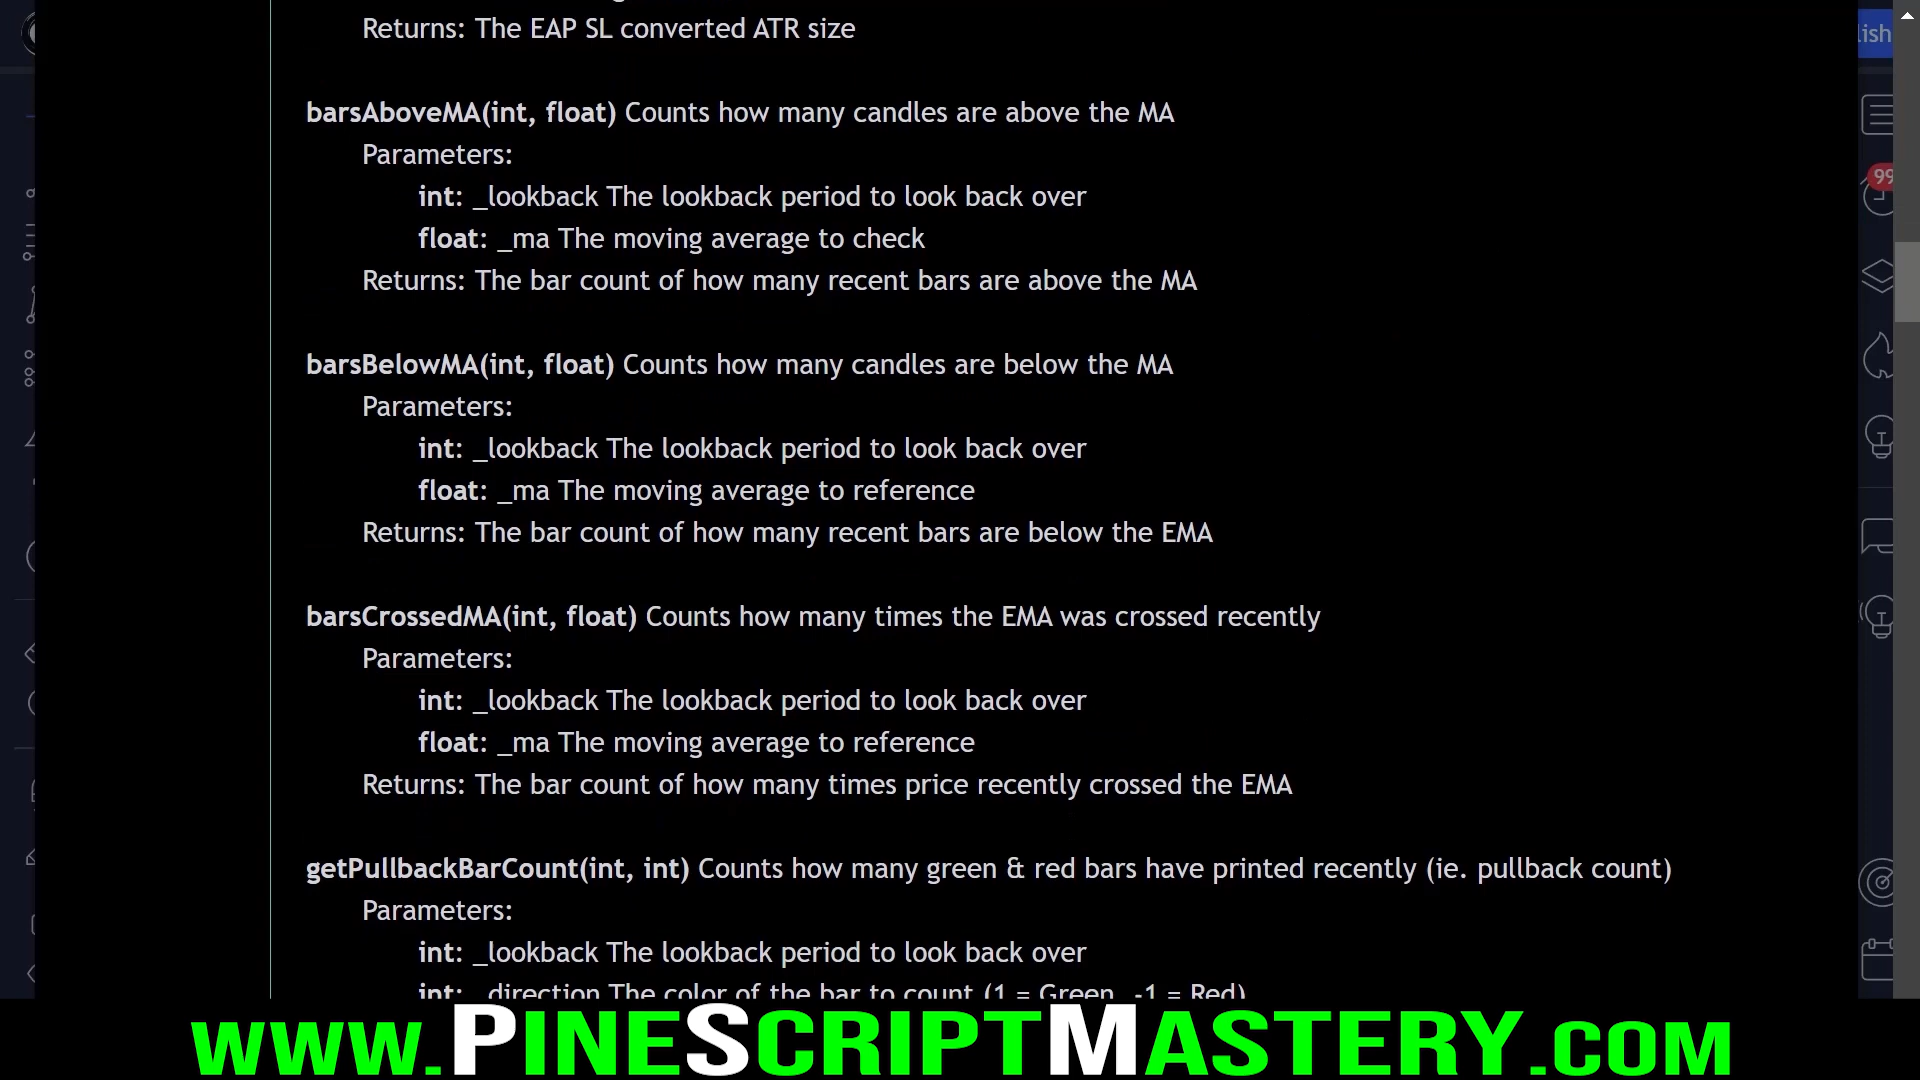 Returns: The EAP SL converted ATR size
lish
barsAboveMA(int, float) Counts how many candles are above the MA
Parameters:
int: _lookback The lookback period to look back over
99
float: _ma The moving average to check
Returns: The bar count of how many recent bars are above the MA
barsBelowMA(int, float) Counts how many candles are below the MA
Parameters:
int: _lookback The lookback period to look back over
float: _ma The moving average to reference
Returns: The bar count of how many recent bars are below the EMA
barsCrossedMA(int, float) Counts how many times the EMA was crossed recently
Parameters:
int: _lookback The lookback period to look back over
float: _ma The moving average to reference
Returns: The bar count of how many times price recently crossed the EMA
getPullbackBarCount(int, int) Counts how many green & red bars have printed recently (ie. pullback count)
Parameters:
int: _lookback The lookback period to look back over
int: _direction The color of the bar to count (1 = Green, -1 = Red)
www.PineScriptMastery.com